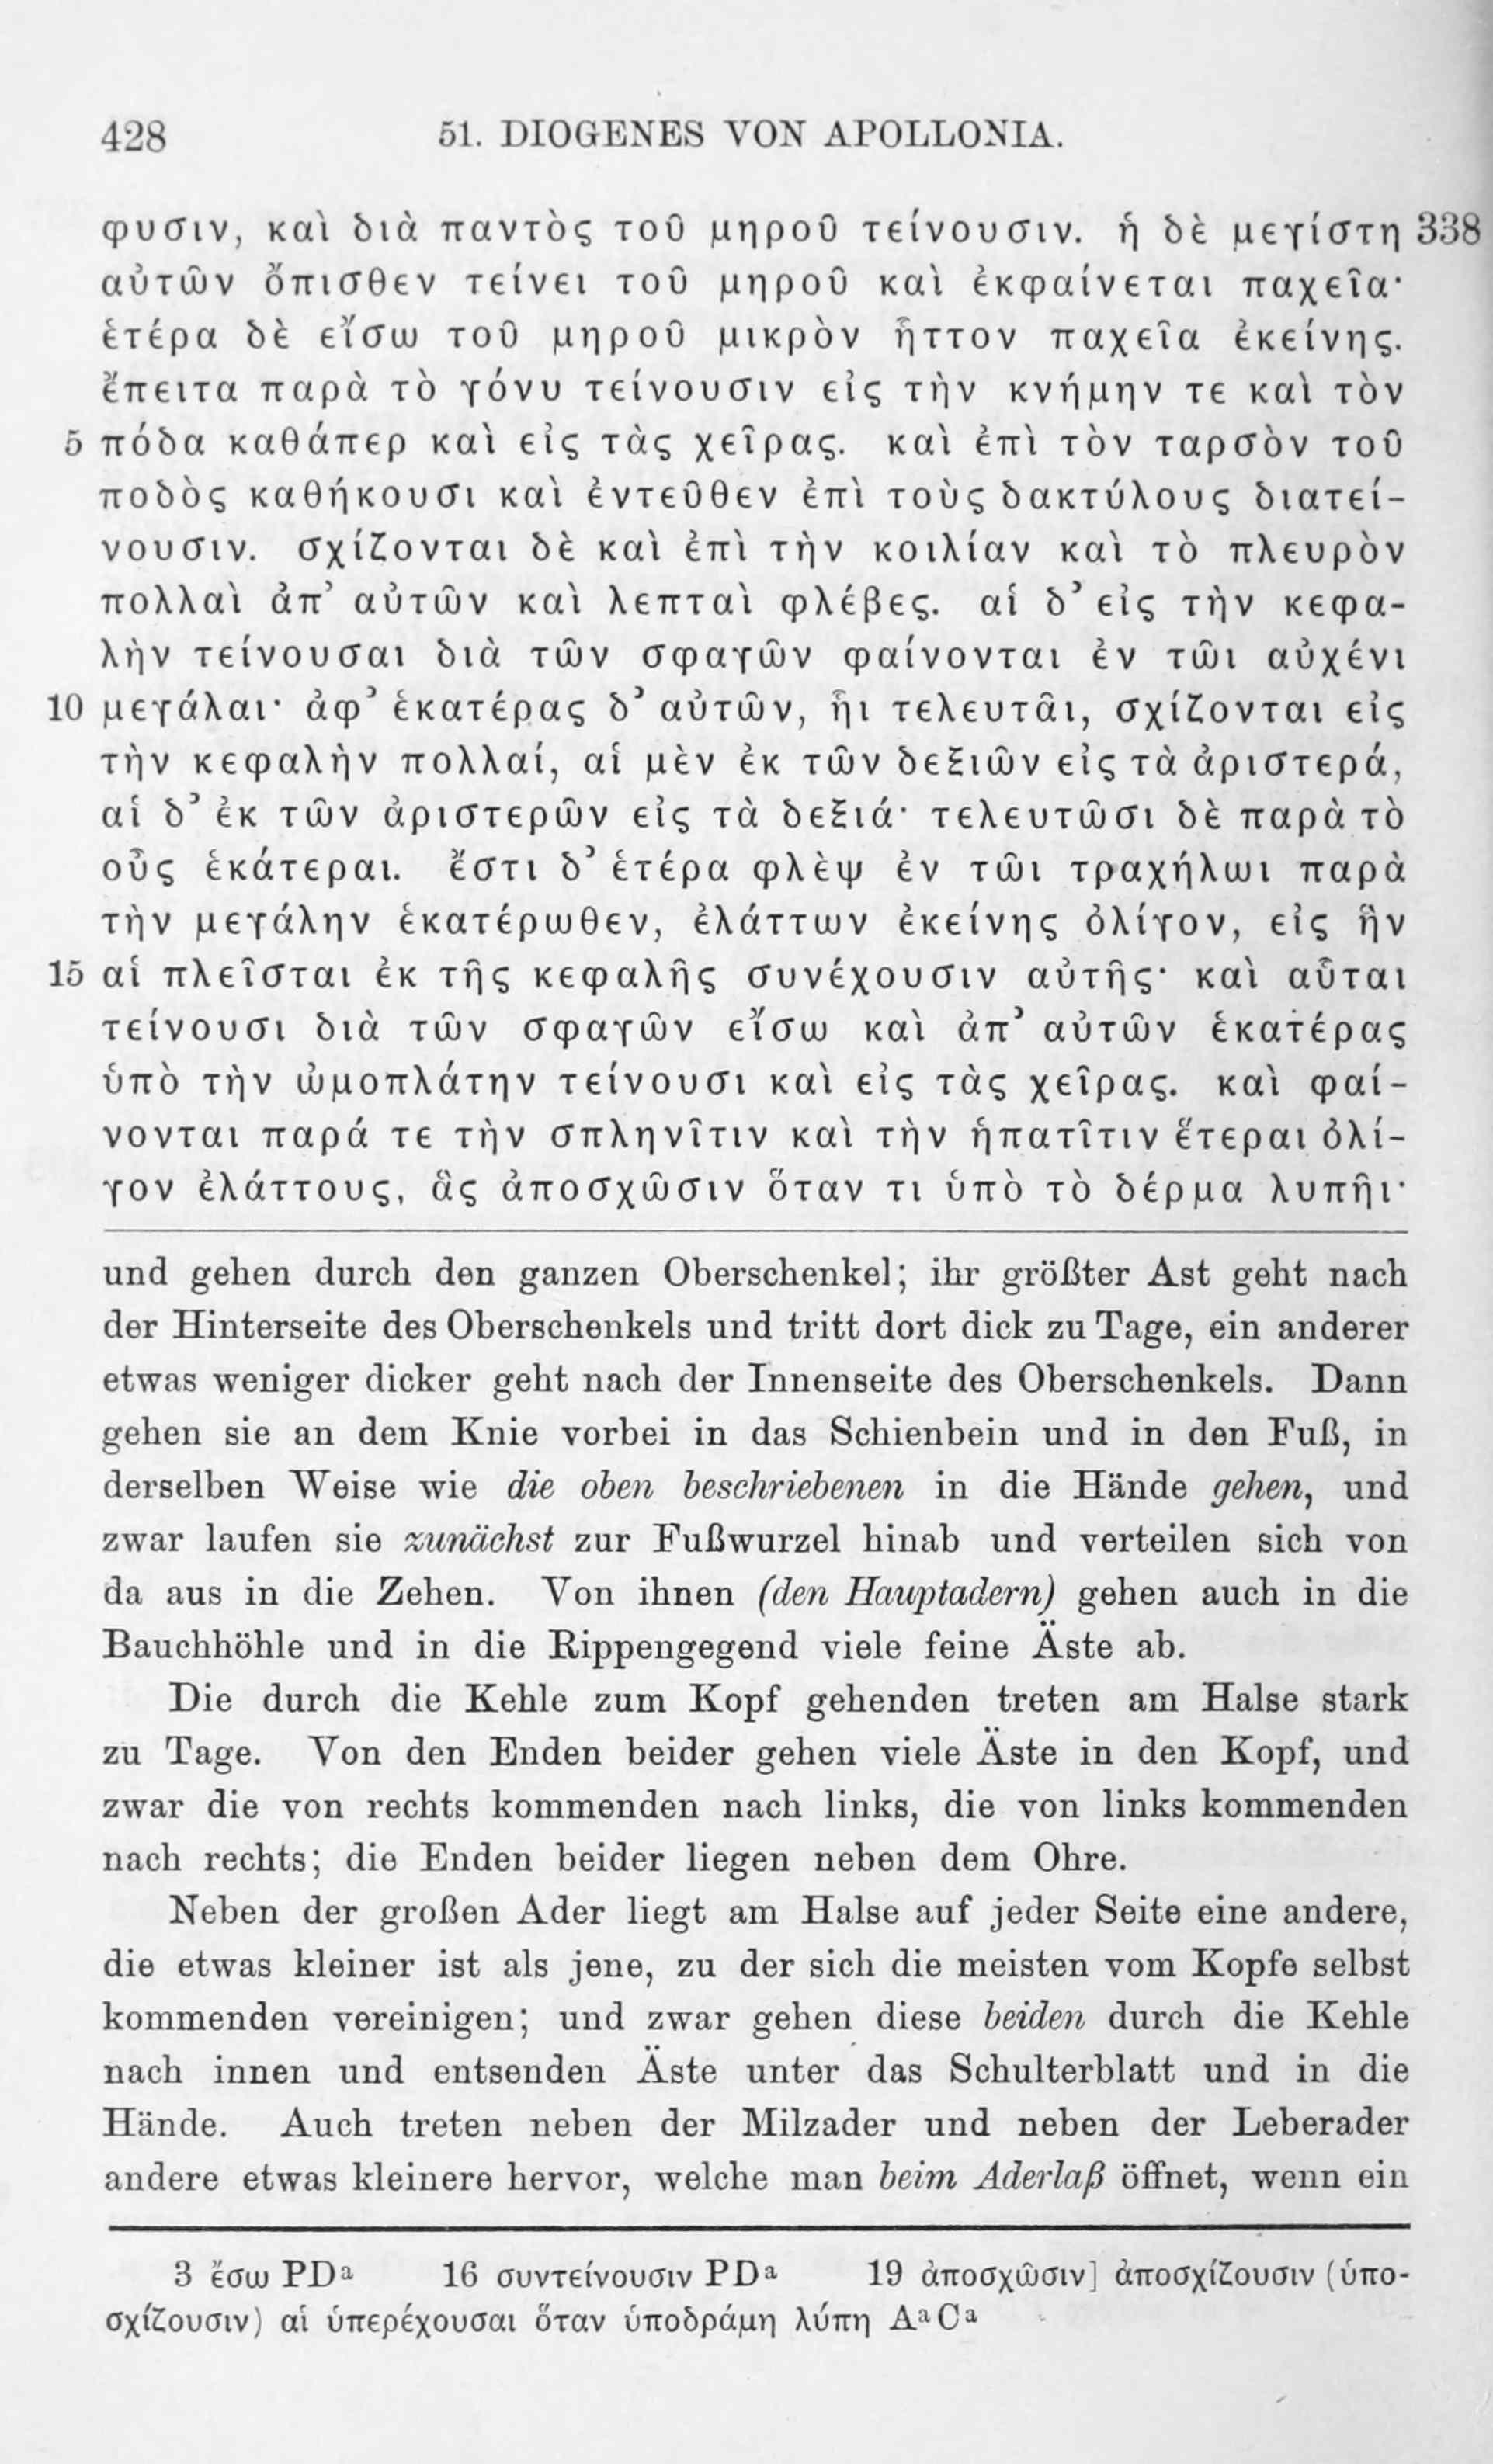 428 51. DIOGENES VON APOLLONIA.
φυσιν, καὶ διὰ παντὸς τοῦ μηροῦ τείνουσιν. ἡ δὲ μεγίστη 338
αὐτῶν ὄπισθεν τείνει τοῦ μηροῦ καὶ ἐκφαίνεται παχεῖα·
ἑτέρα δὲ εἴσω τοῦ μηροῦ μικρὸν ἧττον παχεῖα ἐκείνης.
ἔπειτα παρὰ τὸ γόνυ τείνουσιν εἰς τὴν κνήμην τε καὶ τὸν
5 πόδα καθάπερ καὶ εἰς τὰς χεῖρας. καὶ ἐπὶ τὸν ταρσὸν τοῦ
ποδὸς καθήκουσι καὶ ἐντεῦθεν ἐπὶ τοὺς δακτύλους διατεί-
νουσιν. σχίζονται δὲ καὶ ἐπὶ τὴν κοιλίαν καὶ τὸ πλευρὸν
πολλαὶ ἀπ’ αὐτῶν καὶ λεπταὶ φλέβες. αἱ δ’ εἰς τὴν κεφα-
λὴν τείνουσαι διὰ τῶν σφαγῶν φαίνονται ἐν τῶι αὐχένι
10 μεγάλαι· ἀφ’ ἑκατέρας δ’ αὐτῶν, ἧι τελευτᾶι, σχίζονται εἰς
τὴν κεφαλὴν πολλαί, αἱ μὲν ἐκ τῶν δεξιῶν εἰς τὰ ἀριστερά,
αἱ δ’ ἐκ τῶν ἀριστερῶν εἰς τὰ δεξιά· τελευτῶσι δὲ παρὰ τὸ
οὖς ἑκάτεραι. ἔστι δ’ ἑτέρα φλὲψ ἐν τῶι τραχήλωι παρὰ
τὴν μεγάλην ἑκατέρωθεν, ἐλάττων ἐκείνης ὀλίγον, εἰς ἣν
15 αἱ πλεῖσται ἐκ τῆς κεφαλῆς συνέχουσιν αὐτῆς· καὶ αὗται
τείνουσι διὰ τῶν σφαγῶν εἴσω καὶ ἀπ’ αὐτῶν ἑκατέρας
ὑπὸ τὴν ὠμοπλάτην τείνουσι καὶ εἰς τὰς χεῖρας. καὶ φαί-
νονται παρά τε τὴν σπληνῖτιν καὶ τὴν ἡπατῖτιν ἕτεραι ὀλί-
γον ἐλάττους, ἃς ἀποσχῶσιν ὅταν τι ὑπὸ τὸ δέρμα λυπῆι·
und gehen durch den ganzen Oberschenkel; ihr größter Ast geht nach
der Hinterseite des Oberschenkels und tritt dort dick zu Tage, ein anderer
etwas weniger dicker geht nach der Innenseite des Oberschenkels. Dann
gehen sie an dem Knie vorbei in das Schienbein und in den Fuß, in
derselben Weise wie die oben beschriebenen in die Hände gehen, und
zwar laufen sie zunächst zur Fußwurzel hinab und verteilen sich von
da aus in die Zehen. Von ihnen (den Hauptadern) gehen auch in die
Bauchhöhle und in die Rippengegend viele feine Äste ab.
Die durch die Kehle zum Kopf gehenden treten am Halse stark
zu Tage. Von den Enden beider gehen viele Äste in den Kopf, und
zwar die von rechts kommenden nach links, die von links kommenden
nach rechts; die Enden beider liegen neben dem Ohre.
Neben der großen Ader liegt am Halse auf jeder Seite eine andere,
die etwas kleiner ist als jene, zu der sich die meisten vom Kopfe selbst
kommenden vereinigen; und zwar gehen diese beiden durch die Kehle
nach innen und entsenden Äste unter das Schulterblatt und in die
Hände. Auch treten neben der Milzader und neben der Leberader
andere etwas kleinere hervor, welche man beim Aderlaß öffnet, wenn ein
3 ἔσω PDa 16 συντείνουσιν PDa 19 ἀποσχῶσιν] ἀποσχίζουσιν (ὑπο-
σχίζουσιν) αἱ ὑπερέχουσαι ὅταν ὑποδράμη λύπη AaCa